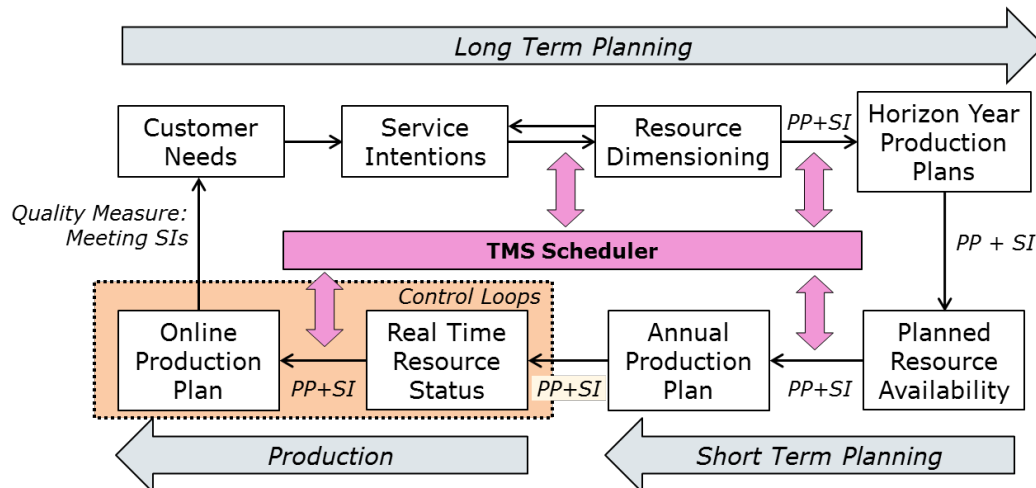 Long Term Planning
Customer
Needs
Service
Intentions
Resource
Dimensioning
PP+SI
Horizon Year
Production
Plans
Quality Measure:
Meeting SIs
TMS Scheduler
PP + SI
Control Loops
Online
Production
Plan
PP+SI
Real Time
Resource
Status
PP+SI
Annual
Production
Plan
PP+SI
Planned
Resource
Availability
Production
Short Term Planning